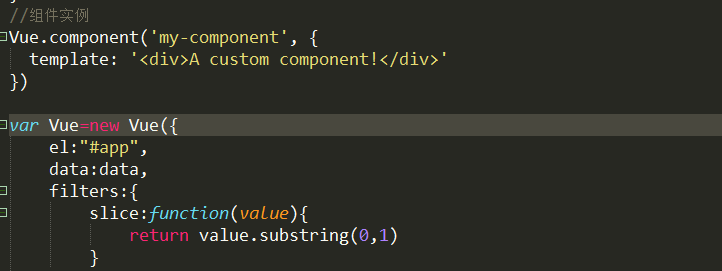 //组件实例
Vue.component('my-component', {
  template: '<div>A custom component!</div>'
})
var Vue=new Vue({
    el:"#app",
    data:data,
    filters:{
        slice:function(value){
            return value.substring(0,1)
        }